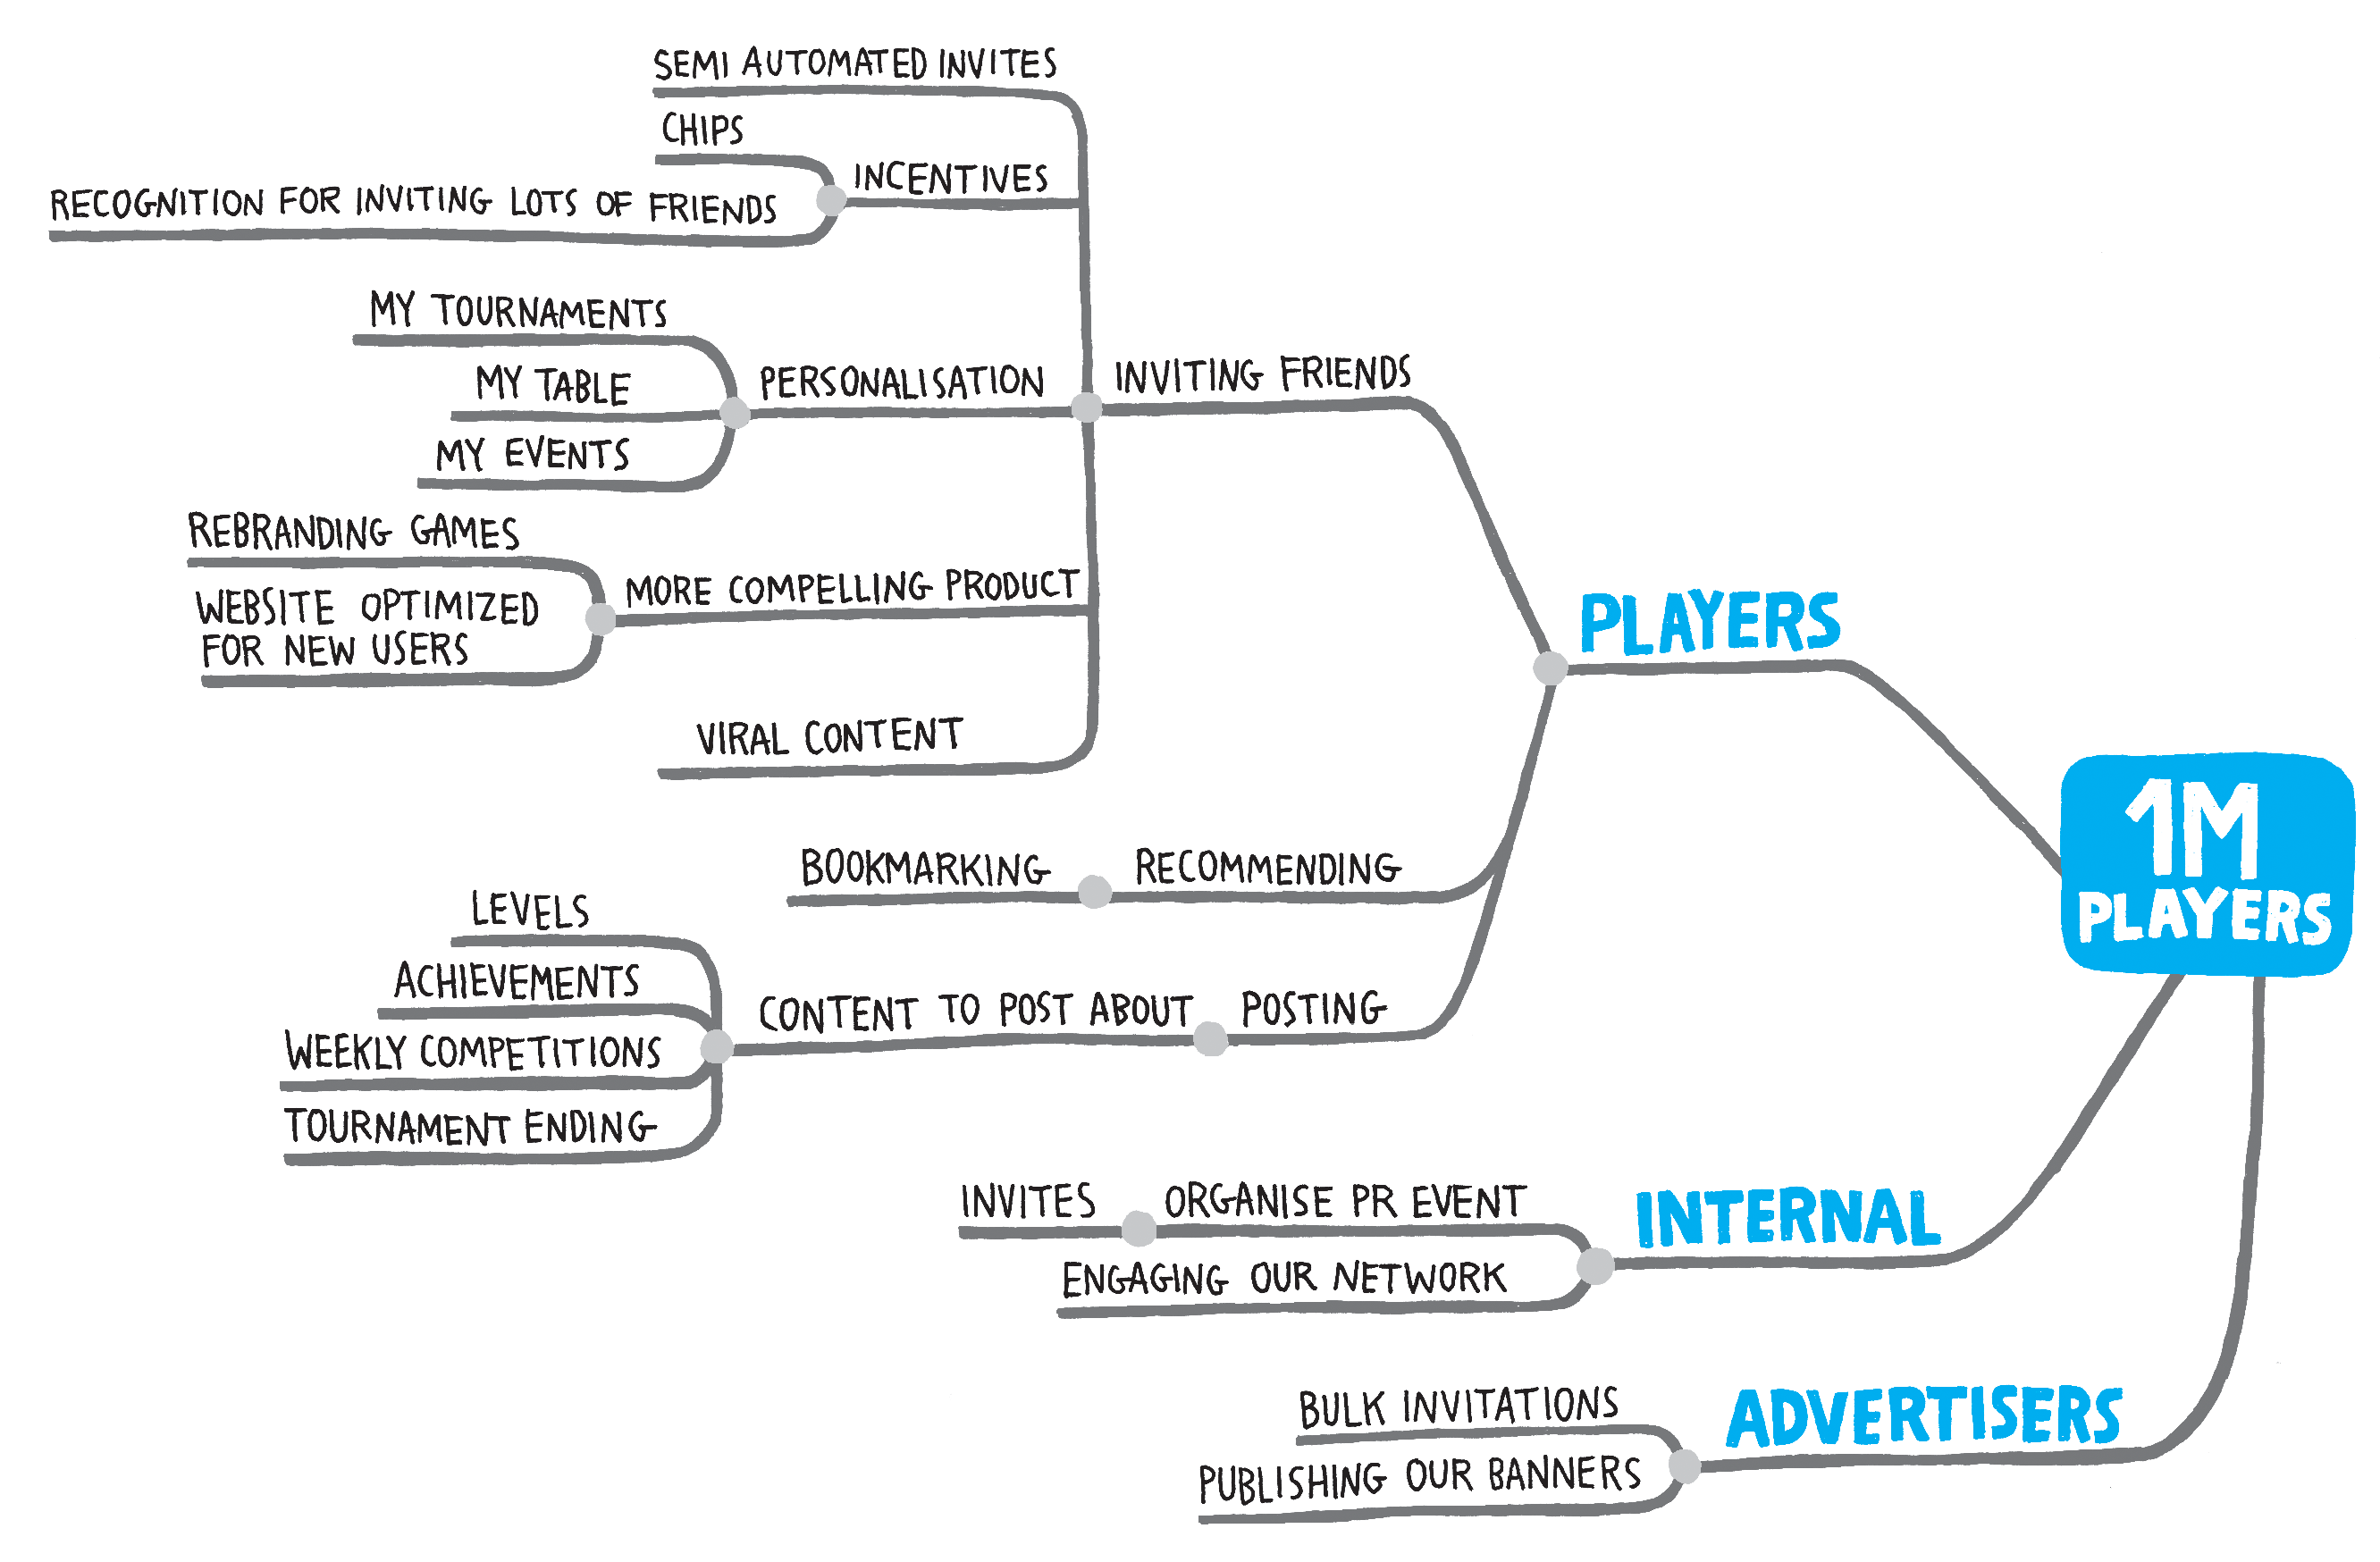 SEMI AUTOMATED INVITES
CHIPS
INCENTIVES
RECOGNITION FOR INVITING LOTS OF FRIENDS
MY TOURNAMENTS
MY TABLE
PERSONALISATION
INVITING FRIENDS
MY EVENTS
REBRANDING GAMES
MORE COMPELLING PRODUCT
WEBSITE OPTIMIZED
FOR NEW USERS
PLAYERS
VIRAL CONTENT
1M
PLAYERS
BOOKMARKING
RECOMMENDING
LEVELS
ACHIEVEMENTS
CONTENT TO POST ABOUT
POSTING
WEEKLY COMPETITIONS
TOURNAMENT ENDING
INVITES
ORGANISE PR EVENT
INTERNAL
ENGAGING OUR NETWORK
BULK INVITATIONS
ADVERTISERS
PUBLISHING OUR BANNERS